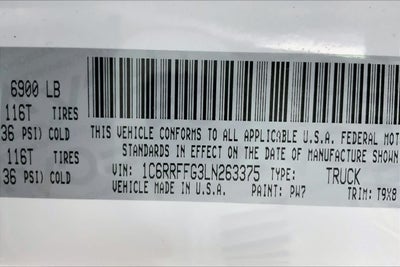 6900 LB
116T TIRES
36 PSI) COLD
116T TIRES
36 PSI) COLD
THIS VEHICLE CONFORMS TO ALL APPLICABLE U.S.A. FEDERAL MOT
STANDARDS IN EFFECT ON THE DATE OF MANUFACTURE SHOWN
VIN: 1C6RRFFG3LN263375 TYPE: TRUCK
VEHICLE MADE IN U.S.A. PAINT: PW7 TRIM: T9X8